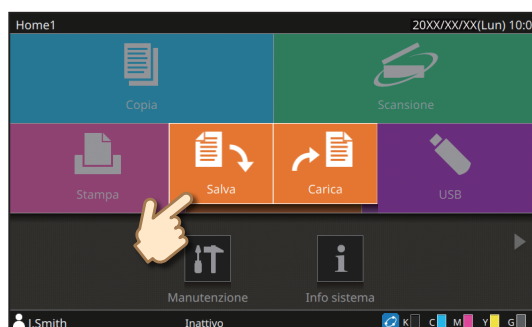 Home1 20XX/XX/XX(Lun) 10:0
Copia Scansione
Stampa Salva Carica USB
Manutenzione Info sistema
J.Smith Inattivo K C M Y G